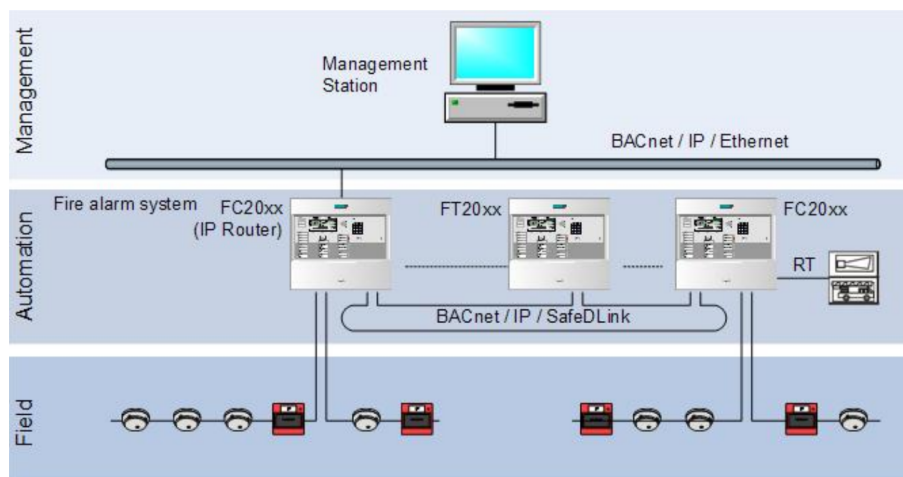 Management
Management
Station
BACnet / IP / Ethernet
Automation
Fire alarm system
FC20xx
(IP Router)
FT20xx
FC20xx
RT
BACnet / IP / SafeDLink
Field